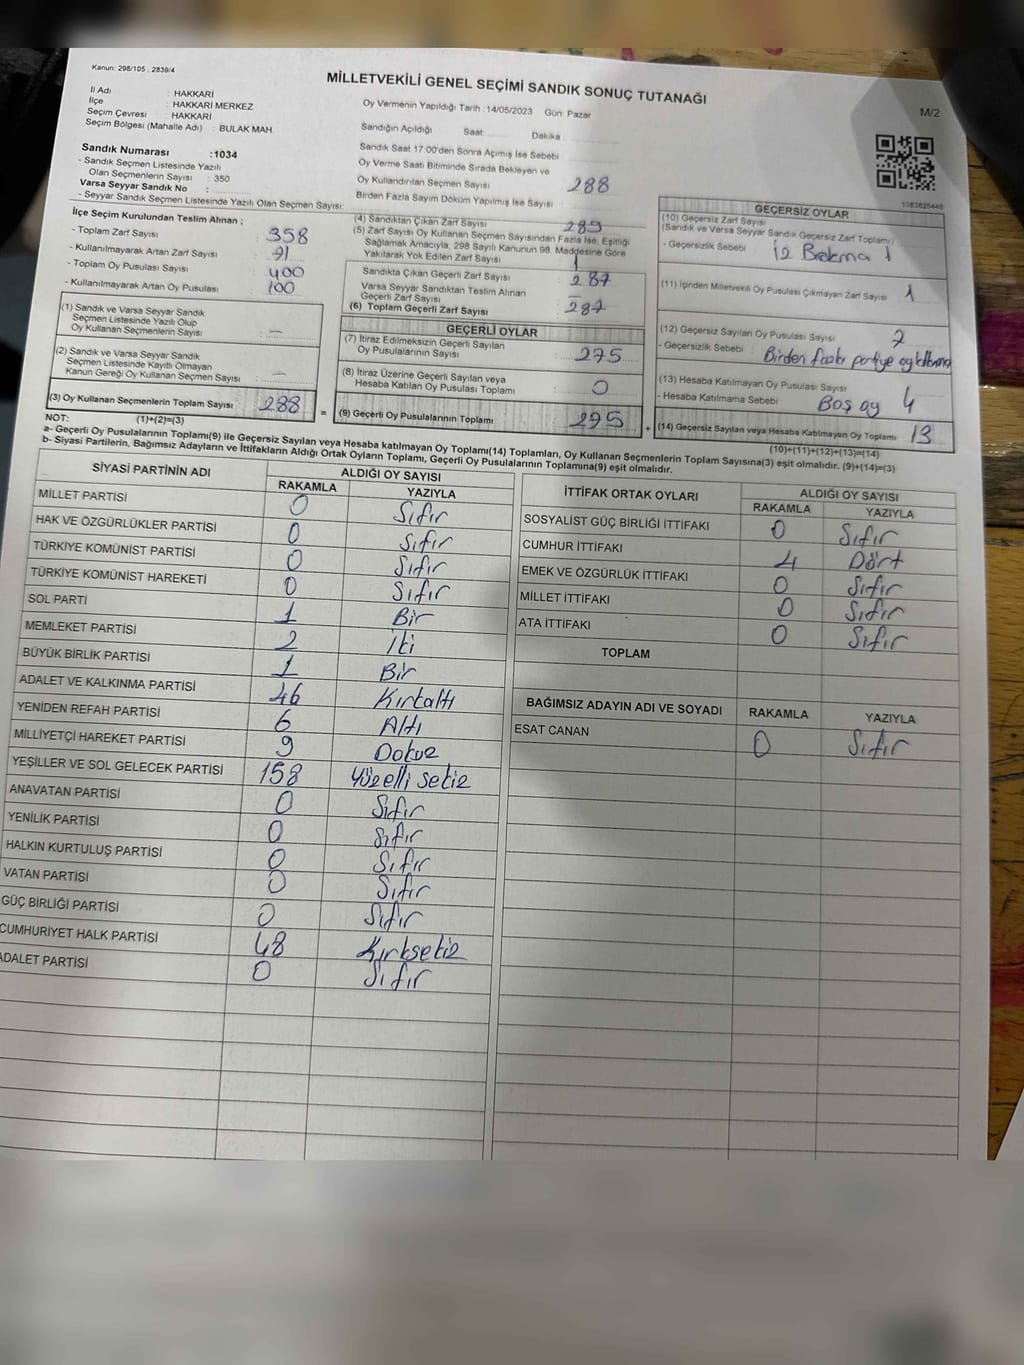 Kanun: 298/105 , 2839/4
MİLLETVEKİLİ GENEL SEÇİMİ SANDIK SONUÇ TUTANAĞI
M/2
İl Adı : HAKKARİ
İlçe : HAKKARİ MERKEZ
Seçim Çevresi : HAKKARİ
Seçim Bölgesi (Mahalle Adı) : BULAK MAH.
Oy Vermenin Yapıldığı Tarih : 14/05/2023 Gün: Pazar
Sandığın Açıldığı Saat: Dakika
Sandık Saat 17:00'den Sonra Açımış İse Sebebi
Oy Verme Saati Bitiminde Sırada Bekleyen ve
Oy Kullandırılan Seçmen Sayısı 288
Birden Fazla Sayım Döküm Yapılmış İse Sayısı
Sandık Numarası :1034
- Sandık Seçmen Listesinde Yazılı
Olan Seçmenlerin Sayısı : 350
Varsa Seyyar Sandık No :
- Seyyar Sandık Seçmen Listesinde Yazılı Olan Seçmen Sayısı:
1083625448
İlçe Seçim Kurulundan Teslim Alınan ;
- Toplam Zarf Sayısı 358
- Kullanılmayarak Artan Zarf Sayısı 71
- Toplam Oy Pusulası Sayısı 400
- Kullanılmayarak Artan Oy Pusulası 100
(1) Sandık ve Varsa Seyyar Sandık
Seçmen Listesinde Yazılı Olup
Oy Kullanan Seçmenlerin Sayısı —
(2) Sandık ve Varsa Seyyar Sandık
Seçmen Listesinde Kayıtlı Olmayan
Kanun Gereği Oy Kullanan Seçmen Sayısı —
(3) Oy Kullanan Seçmenlerin Toplam Sayısı 288 =
(4) Sandıktan Çıkan Zarf Sayısı 289
(5) Zarf Sayısı Oy Kullanan Seçmen Sayısından Fazla İse, Eşitliği
Sağlamak Amacıyla, 298 Sayılı Kanunun 98. Maddesine Göre
Yakılarak Yok Edilen Zarf Sayısı 1
Sandıkta Çıkan Geçerli Zarf Sayısı 287
Varsa Seyyar Sandıktan Teslim Alınan
Geçerli Zarf Sayısı —
(6) Toplam Geçerli Zarf Sayısı 287
GEÇERLİ OYLAR
(7) İtiraz Edilmeksizin Geçerli Sayılan
Oy Pusulalarının Sayısı 275
(8) İtiraz Üzerine Geçerli Sayılan veya
Hesaba Katılan Oy Pusulası Toplamı 0
(9) Geçerli Oy Pusulalarının Toplamı 275 +
GEÇERSİZ OYLAR
(10) Geçersiz Zarf Sayısı
(Sandık ve Varsa Seyyar Sandık Geçersiz Zarf Toplamı)
- Geçersizlik Sebebi İz Bırakma 1
(11) İçinden Milletvekili Oy Pusulası Çıkmayan Zarf Sayısı 1
(12) Geçersiz Sayılan Oy Pusulası Sayısı 7
- Geçersizlik Sebebi Birden fazla partiye
(13) Hesaba Katılmayan Oy Pusulası Sayısı
- Hesaba Katılmama Sebebi Boş oy 4
(14) Geçersiz Sayılan veya Hesaba Katılmayan Oy Toplamı 13
NOT: (1)+(2)=(3) (10)+(11)+(12)+(13)=(14)
a- Geçerli Oy Pusulalarının Toplamı(9) ile Geçersiz Sayılan veya Hesaba katılmayan Oy Toplamı(14) Toplamları, Oy Kullanan Seçmenlerin Toplam Sayısına(3) eşit olmalıdır. (9)+(14)=(3)
b- Siyasi Partilerin, Bağımsız Adayların ve İttifakların Aldığı Ortak Oyların Toplamı, Geçerli Oy Pusulalarının Toplamına(9) eşit olmalıdır.
SİYASİ PARTİNİN ADI ALDIĞI OY SAYISI
RAKAMLA YAZIYLA
MİLLET PARTİSİ 0 Sıfır
HAK VE ÖZGÜRLÜKLER PARTİSİ 0 Sıfır
TÜRKİYE KOMÜNİST PARTİSİ 0 Sıfır
TÜRKİYE KOMÜNİST HAREKETİ 0 Sıfır
SOL PARTİ 1 Bir
MEMLEKET PARTİSİ 2 İki
BÜYÜK BİRLİK PARTİSİ 1 Bir
ADALET VE KALKINMA PARTİSİ 46 Kırkaltı
YENİDEN REFAH PARTİSİ 6 Altı
MİLLİYETÇİ HAREKET PARTİSİ 9 Dokuz
YEŞİLLER VE SOL GELECEK PARTİSİ 158 Yüzelli sekiz
ANAVATAN PARTİSİ 0 Sıfır
YENİLİK PARTİSİ 0 Sıfır
HALKIN KURTULUŞ PARTİSİ 0 Sıfır
VATAN PARTİSİ 0 Sıfır
GÜÇ BİRLİĞİ PARTİSİ 0 Sıfır
CUMHURİYET HALK PARTİSİ 48 Kırksekiz
ADALET PARTİSİ 0 Sıfır
İTTİFAK ORTAK OYLARI ALDIĞI OY SAYISI
RAKAMLA YAZIYLA
SOSYALİST GÜÇ BİRLİĞİ İTTİFAKI 0 Sıfır
CUMHUR İTTİFAKI 4 Dört
EMEK VE ÖZGÜRLÜK İTTİFAKI 0 Sıfır
MİLLET İTTİFAKI 0 Sıfır
ATA İTTİFAKI 0 Sıfır
TOPLAM
BAĞIMSIZ ADAYIN ADI VE SOYADI RAKAMLA YAZIYLA
ESAT CANAN 0 Sıfır